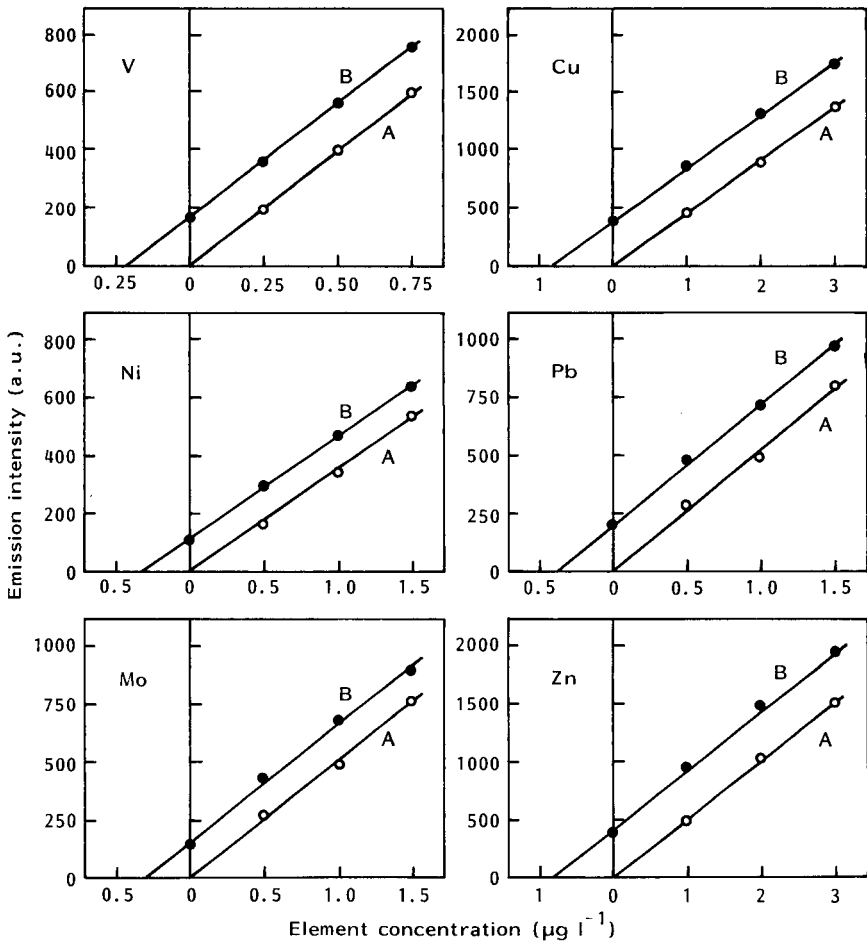 Emission intensity (a.u.)
V
B
A
800
600
400
200
0
0.25 0 0.25 0.50 0.75
Cu
B
A
2000
1500
1000
500
0
1 0 1 2 3
Ni
B
A
800
600
400
200
0
0.5 0 0.5 1.0 1.5
Pb
B
A
1000
750
500
250
0
0.5 0 0.5 1.0 1.5
Mo
B
A
1000
750
500
250
0
0.5 0 0.5 1.0 1.5
Zn
B
A
2000
1500
1000
500
0
1 0 1 2 3
Element concentration (µg l⁻¹)